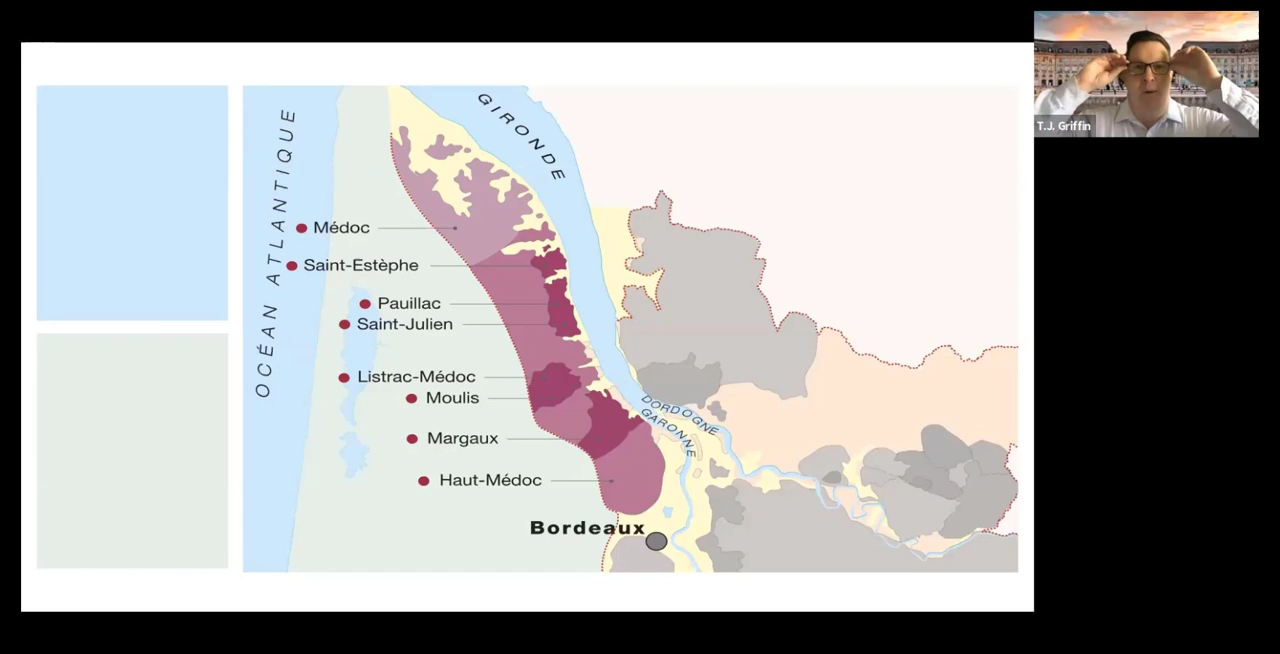 T.J. Griffin
OCÉAN ATLANTIQUE
GIRONDE
Médoc
Saint-Estèphe
Pauillac
Saint-Julien
Listrac-Médoc
Moulis
DORDOGNE
GARONNE
Margaux
Haut-Médoc
Bordeaux